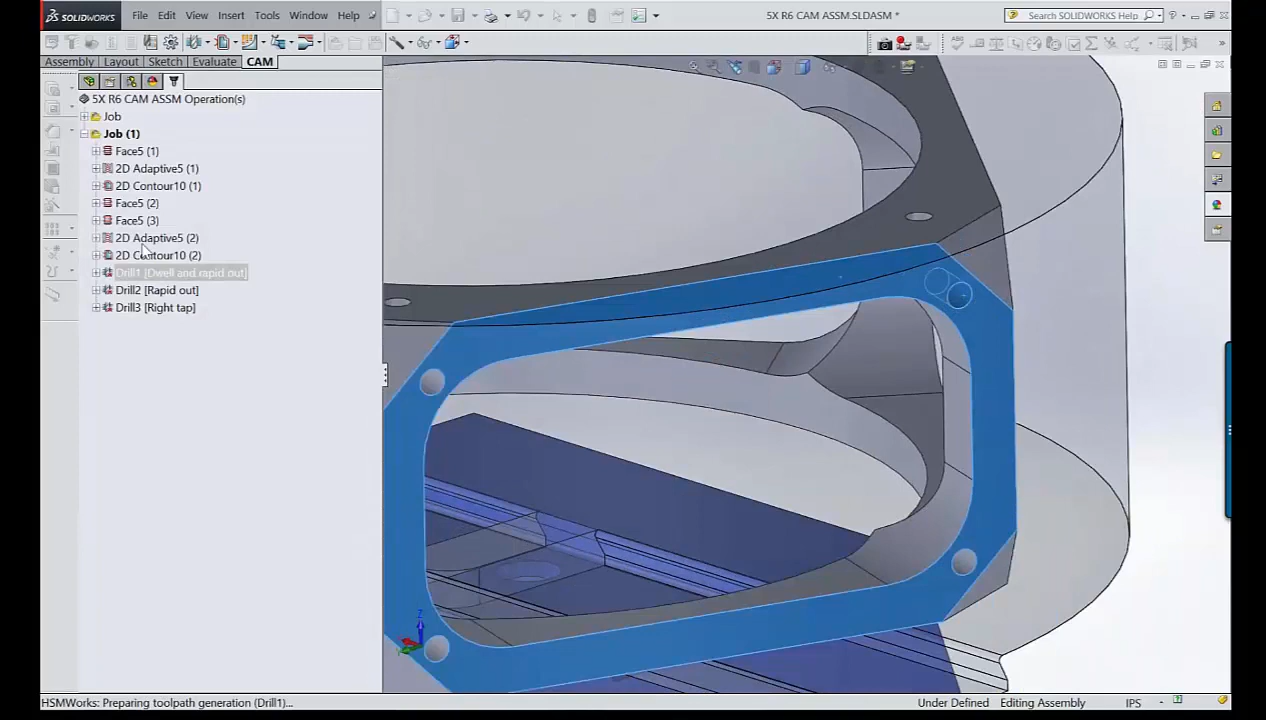 SOLIDWORKS File Edit View Insert Tools Window Help 5X R6 CAM ASSM.SLDASM * Search SOLIDWORKS Help
Assembly Layout Sketch Evaluate CAM
5X R6 CAM ASSM Operation(s)
Job
Job (1)
Face5 (1)
2D Adaptive5 (1)
2D Contour10 (1)
Face5 (2)
Face5 (3)
2D Adaptive5 (2)
2D Contour10 (2)
Drill1 [Dwell and rapid out]
Drill2 [Rapid out]
Drill3 [Right tap]
Z
Y
HSMWorks: Preparing toolpath generation (Drill1)... Under Defined Editing Assembly IPS